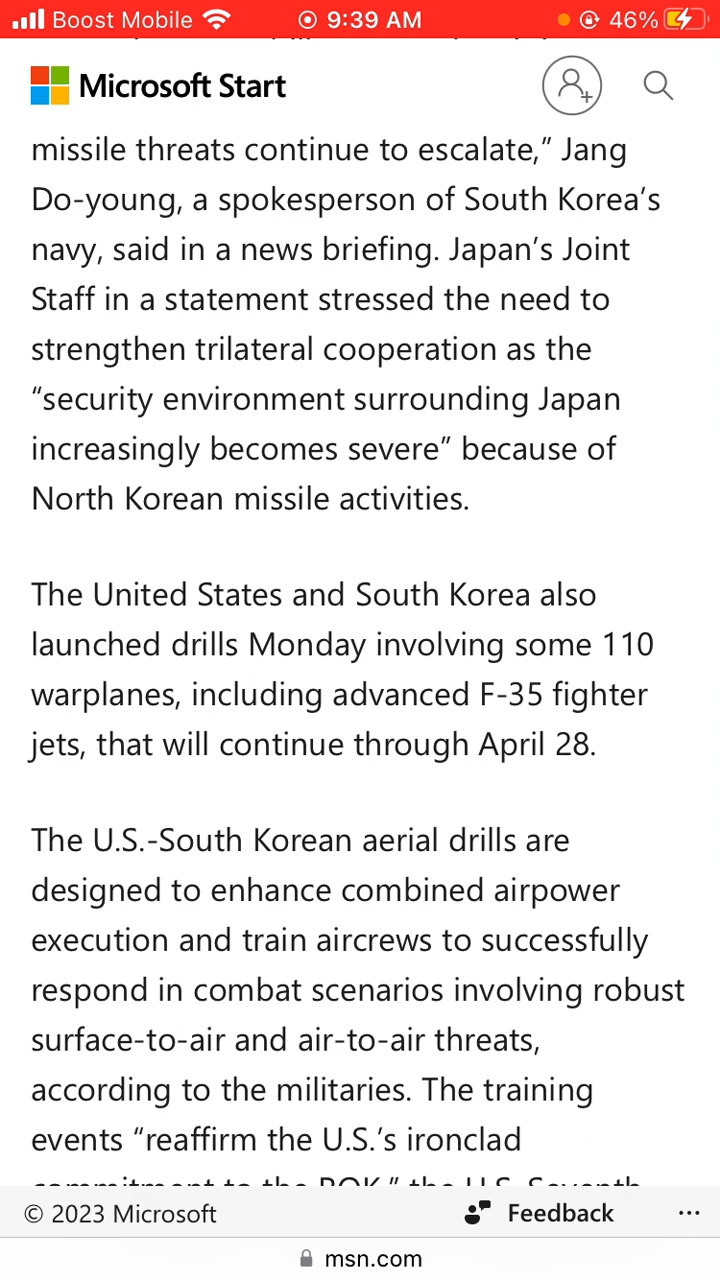 Boost Mobile 9:39 AM 46%
Microsoft Start
missile threats continue to escalate,” Jang
Do-young, a spokesperson of South Korea’s
navy, said in a news briefing. Japan’s Joint
Staff in a statement stressed the need to
strengthen trilateral cooperation as the
“security environment surrounding Japan
increasingly becomes severe” because of
North Korean missile activities.
The United States and South Korea also
launched drills Monday involving some 110
warplanes, including advanced F-35 fighter
jets, that will continue through April 28.
The U.S.-South Korean aerial drills are
designed to enhance combined airpower
execution and train aircrews to successfully
respond in combat scenarios involving robust
surface-to-air and air-to-air threats,
according to the militaries. The training
events “reaffirm the U.S.’s ironclad
commitment to the ROK,” the U.S. Seventh
© 2023 Microsoft Feedback ...
msn.com